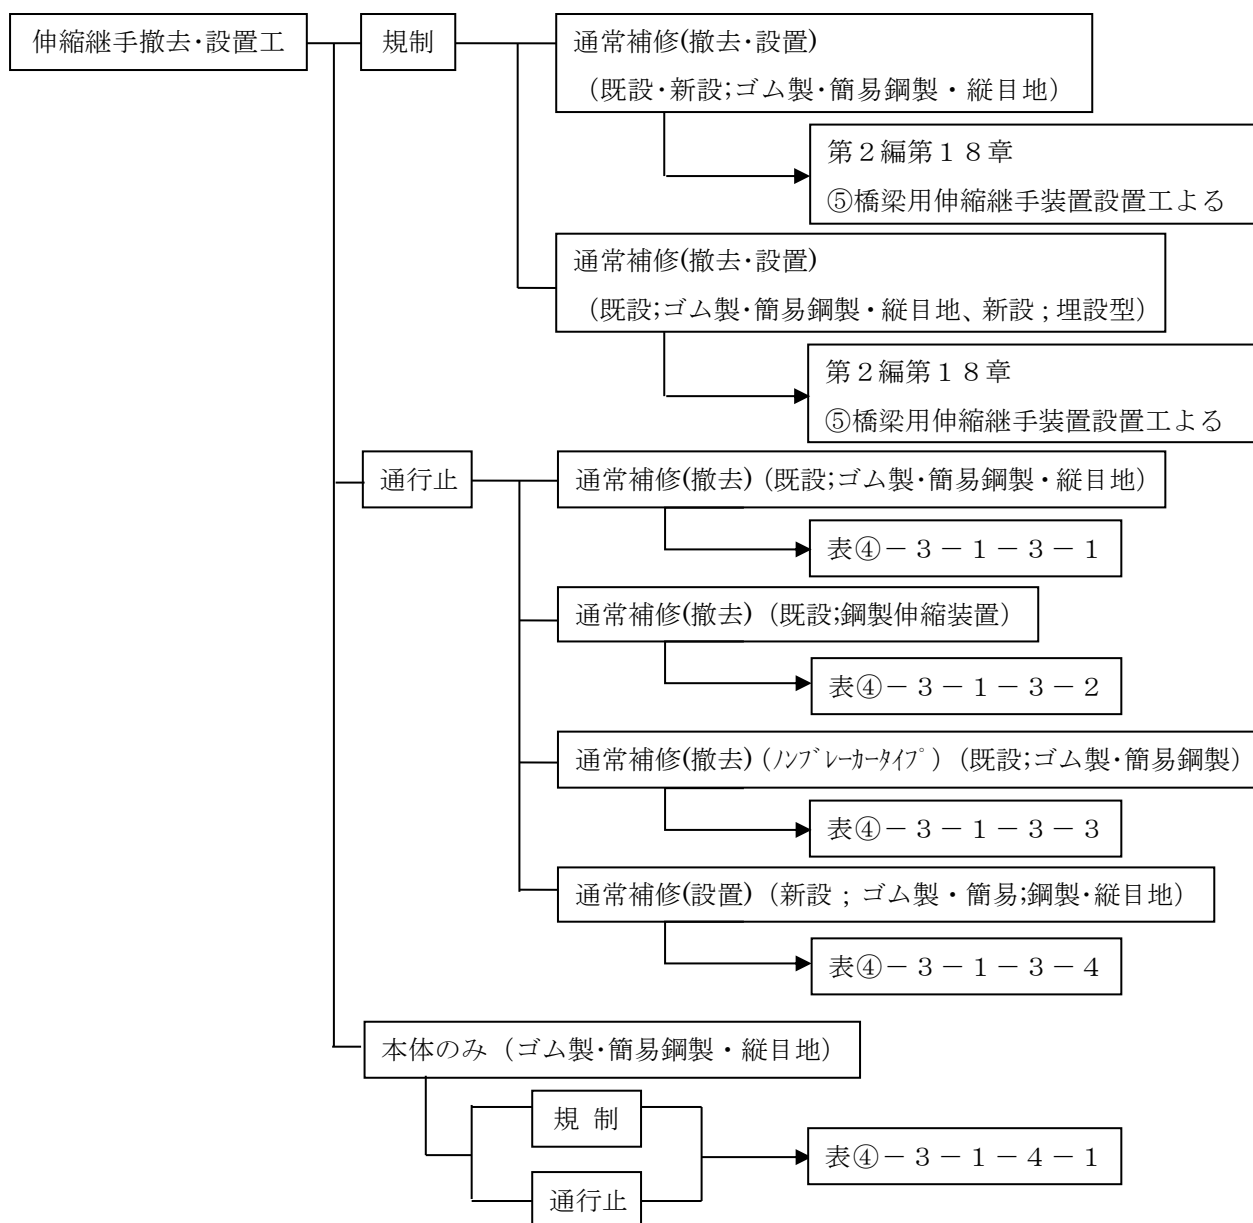 伸縮継手撤去・設置工
規制
通常補修(撤去・設置)
（既設・新設;ゴム製・簡易鋼製・縦目地）
第２編第１８章
⑤橋梁用伸縮継手装置設置工よる
通常補修(撤去・設置)
（既設;ゴム製・簡易鋼製・縦目地、新設；埋設型）
第２編第１８章
⑤橋梁用伸縮継手装置設置工よる
通行止
通常補修(撤去)（既設;ゴム製・簡易鋼製・縦目地）
表④－３－１－３－１
通常補修(撤去)（既設;鋼製伸縮装置）
表④－３－１－３－２
通常補修(撤去)（ﾉﾝﾌﾞﾚｰｶｰﾀｲﾌﾟ）（既設;ゴム製・簡易鋼製）
表④－３－１－３－３
通常補修(設置)（新設；ゴム製・簡易;鋼製・縦目地）
表④－３－１－３－４
本体のみ（ゴム製・簡易鋼製・縦目地）
規 制
通行止
表④－３－１－４－１